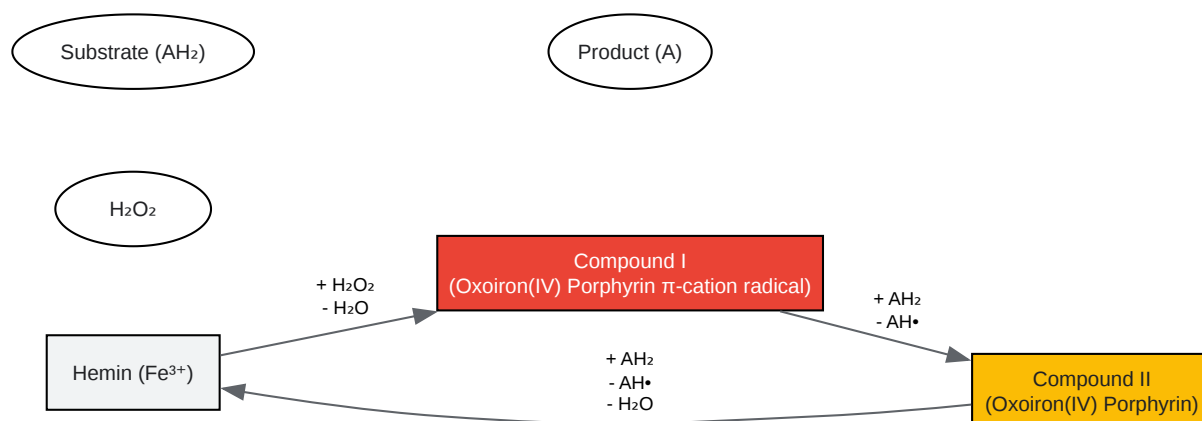 Substrate (AH₂)
Product (A)
H₂O₂
Compound I
(Oxoiron(IV) Porphyrin π-cation radical)
+ H₂O₂
- H₂O
+ AH₂
- AH•
Hemin (Fe³⁺)
+ AH₂
- AH•
- H₂O
Compound II
(Oxoiron(IV) Porphyrin)